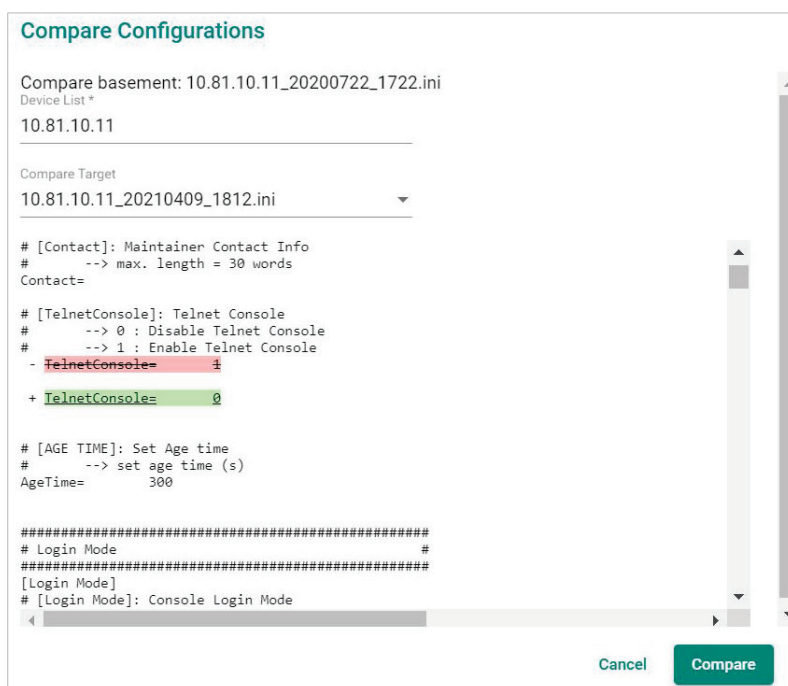 Compare Configurations
Compare basement: 10.81.10.11_20200722_1722.ini
Device List *
10.81.10.11
Compare Target
10.81.10.11_20210409_1812.ini
# [Contact]: Maintainer Contact Info
#       --> max. length = 30 words
Contact=
# [TelnetConsole]: Telnet Console
#       --> 0 : Disable Telnet Console
#       --> 1 : Enable Telnet Console
- TelnetConsole=       1
+ TelnetConsole=       0
# [AGE TIME]: Set Age time
#       --> set age time (s)
AgeTime=        300
###################################################
# Login Mode                                      #
###################################################
[Login Mode]
# [Login Mode]: Console Login Mode
Cancel
Compare